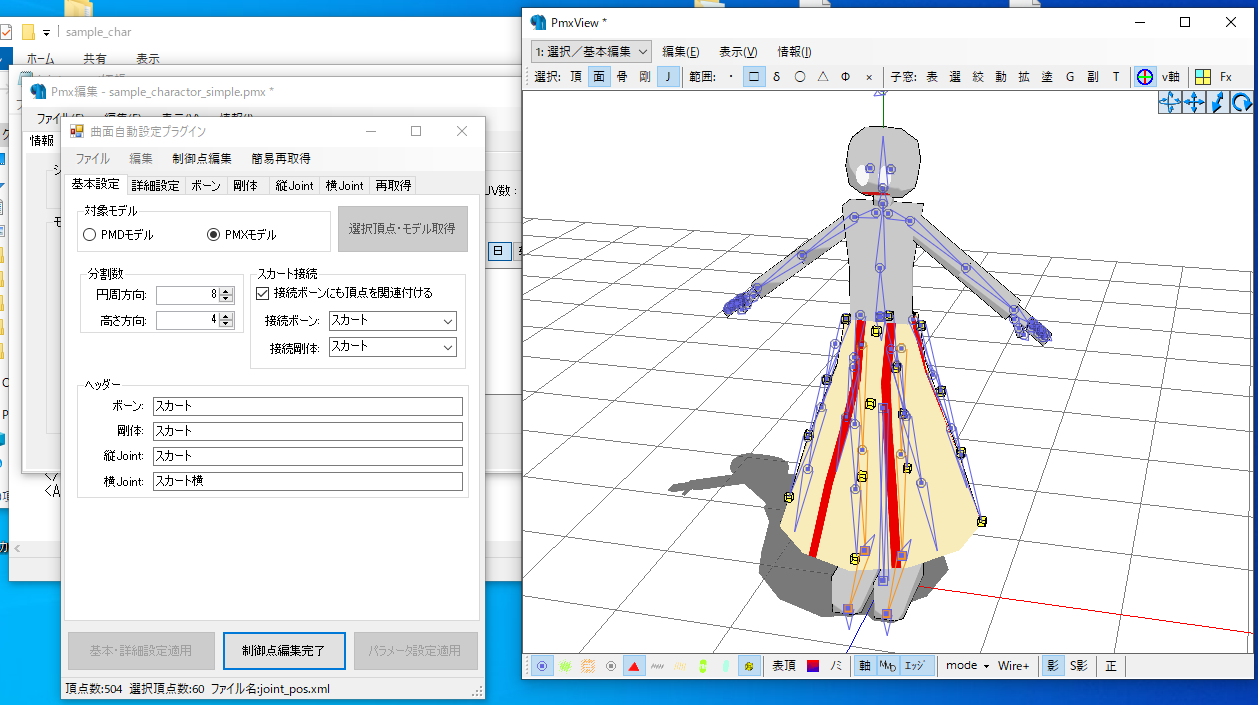 sample_char
ホーム 共有 表示
Pmx編集 - sample_charactor_simple.pmx *
情報
曲面自動設定プラグイン
ファイル 編集 制御点編集 簡易再取得
基本設定 詳細設定 ボーン 剛体 縦Joint 横Joint 再取得
対象モデル
PMDモデル PMXモデル
選択頂点・モデル取得
分割数
円周方向: 8
高さ方向: 4
スカート接続
接続ボーンにも頂点を関連付ける
接続ボーン: スカート
接続剛体: スカート
ヘッダー
ボーン: スカート
剛体: スカート
縦Joint: スカート
横Joint: スカート横
基本・詳細設定適用 制御点編集完了 パラメータ設定適用
頂点数:504 選択頂点数:60 ファイル名:joint_pos.xml
UV数 :
日
PmxView *
1: 選択／基本編集 編集(E) 表示(V) 情報(I)
選択: 頂 面 骨 剛 J 範囲: ・ □ δ ○ △ Φ × 子窓: 表 選 絞 動 拡 塗 G 副 T v軸 Fx
表頂 ノミ 軸 MMD エッジ mode Wire+ 影 S影 正